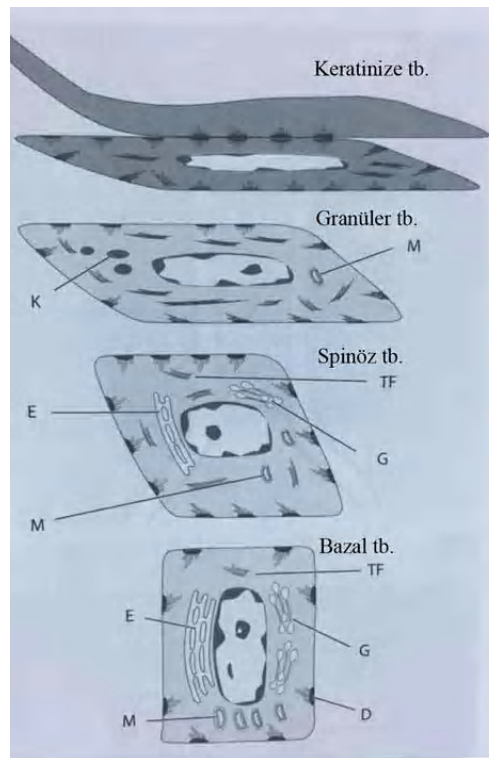 Keratinize tb.
Granüler tb.
M
K
Spinöz tb.
TF
E
G
M
Bazal tb.
TF
E
G
D
M